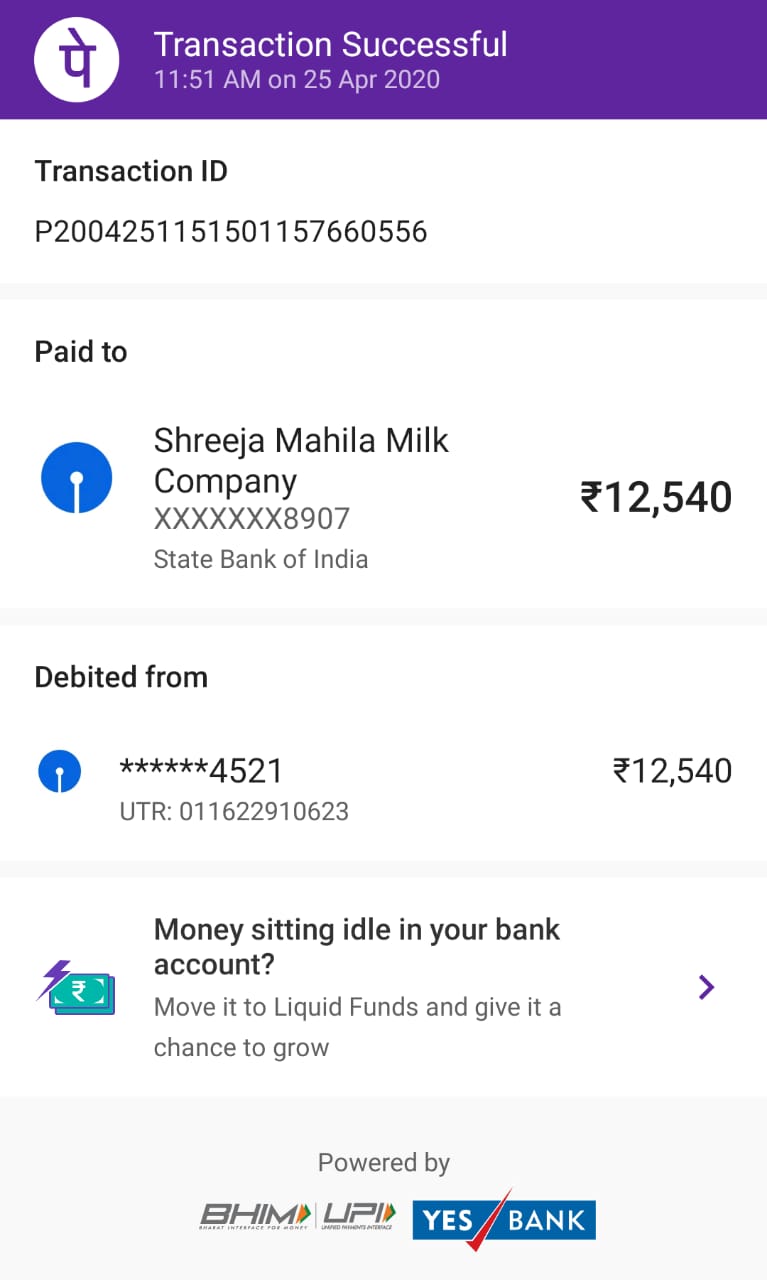 पे
Transaction Successful
11:51 AM on 25 Apr 2020
Transaction ID
P2004251151501157660556
Paid to
Shreeja Mahila Milk
Company
₹12,540
XXXXXXX8907
State Bank of India
Debited from
******4521
₹12,540
UTR: 011622910623
Money sitting idle in your bank
account?
₹
Move it to Liquid Funds and give it a
chance to grow
Powered by
BHIM UPI YES BANK
BHARAT INTERFACE FOR MONEY UNIFIED PAYMENTS INTERFACE